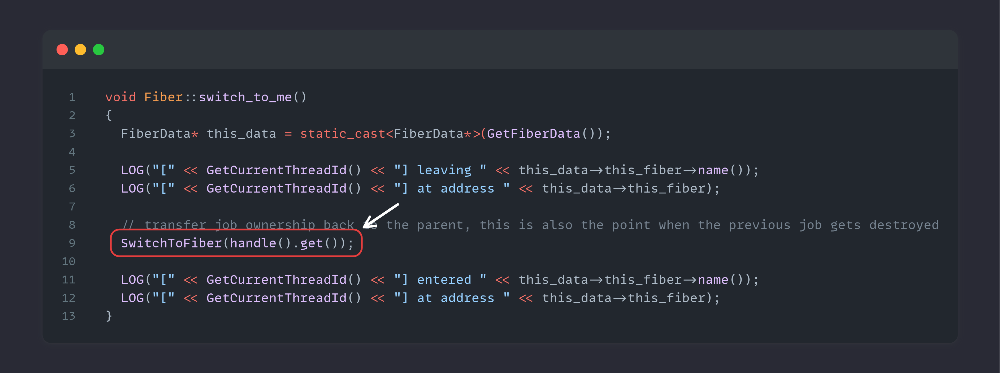 1 void Fiber::switch_to_me()
2 {
3 FiberData* this_data = static_cast<FiberData*>(GetFiberData());
4
5 LOG("[" << GetCurrentThreadId() << "] leaving " << this_data->this_fiber->name());
6 LOG("[" << GetCurrentThreadId() << "] at address " << this_data->this_fiber);
7
8 // transfer job ownership back to the parent, this is also the point when the previous job gets destroyed
9 SwitchToFiber(handle().get());
10
11 LOG("[" << GetCurrentThreadId() << "] entered " << this_data->this_fiber->name());
12 LOG("[" << GetCurrentThreadId() << "] at address " << this_data->this_fiber);
13 }